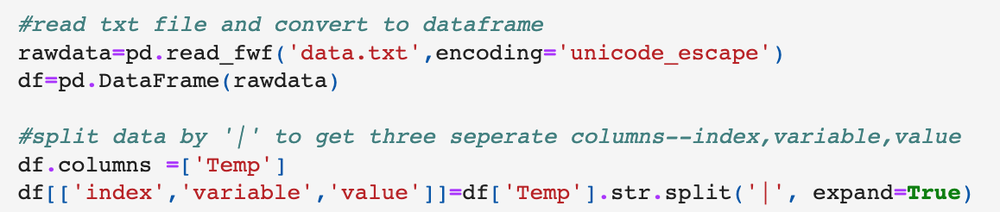 #read txt file and convert to dataframe
rawdata=pd.read_fwf('data.txt',encoding='unicode_escape')
df=pd.DataFrame(rawdata)
#split data by '|' to get three seperate columns--index,variable,value
df.columns =['Temp']
df[['index','variable','value']]=df['Temp'].str.split('|', expand=True)